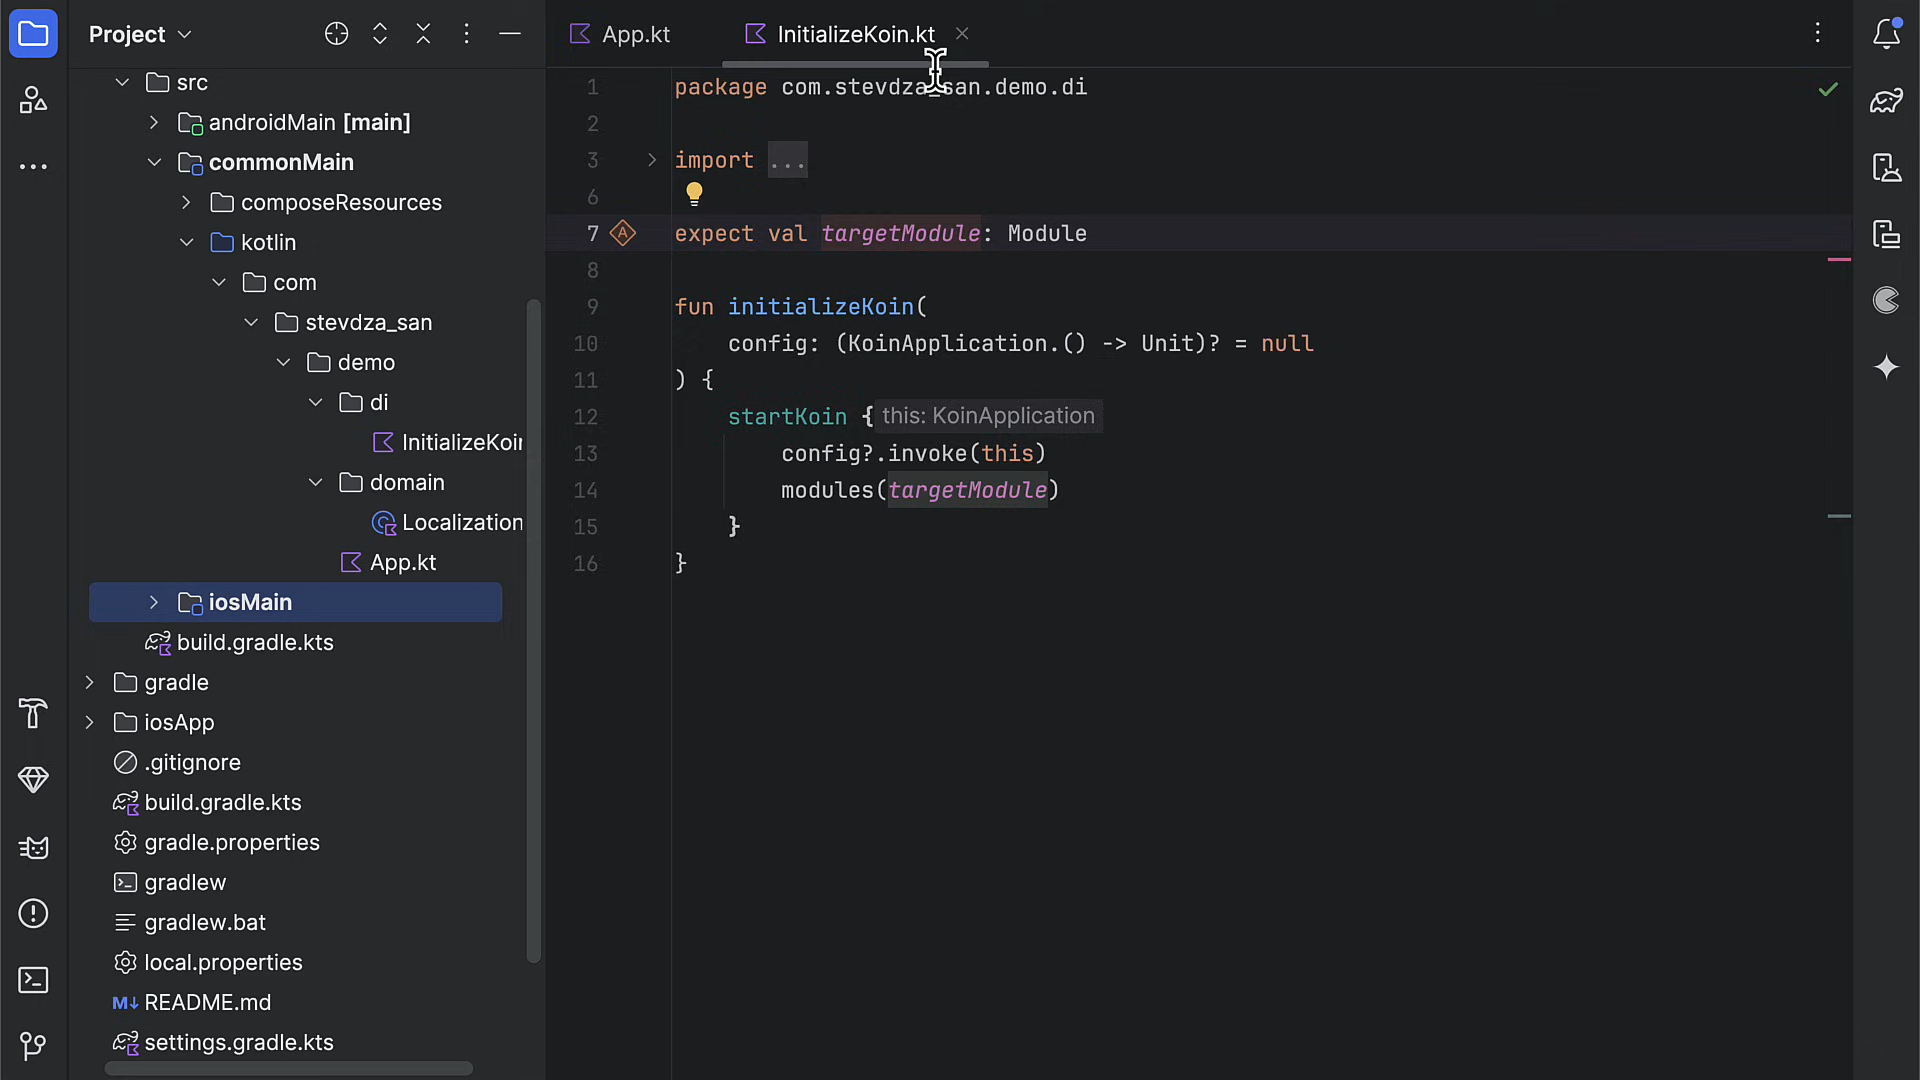 Project
src
androidMain [main]
commonMain
composeResources
kotlin
com
stevdza_san
demo
di
InitializeKoin
domain
Localization
App.kt
iosMain
build.gradle.kts
gradle
iosApp
.gitignore
build.gradle.kts
gradle.properties
gradlew
gradlew.bat
local.properties
M↓ README.md
settings.gradle.kts
App.kt
InitializeKoin.kt
1 package com.stevdza_san.demo.di
2
3 import ...
6
7 expect val targetModule: Module
8
9 fun initializeKoin(
10 config: (KoinApplication.() -> Unit)? = null
11 ) {
12 startKoin { this: KoinApplication
13 config?.invoke(this)
14 modules(targetModule)
15 }
16 }